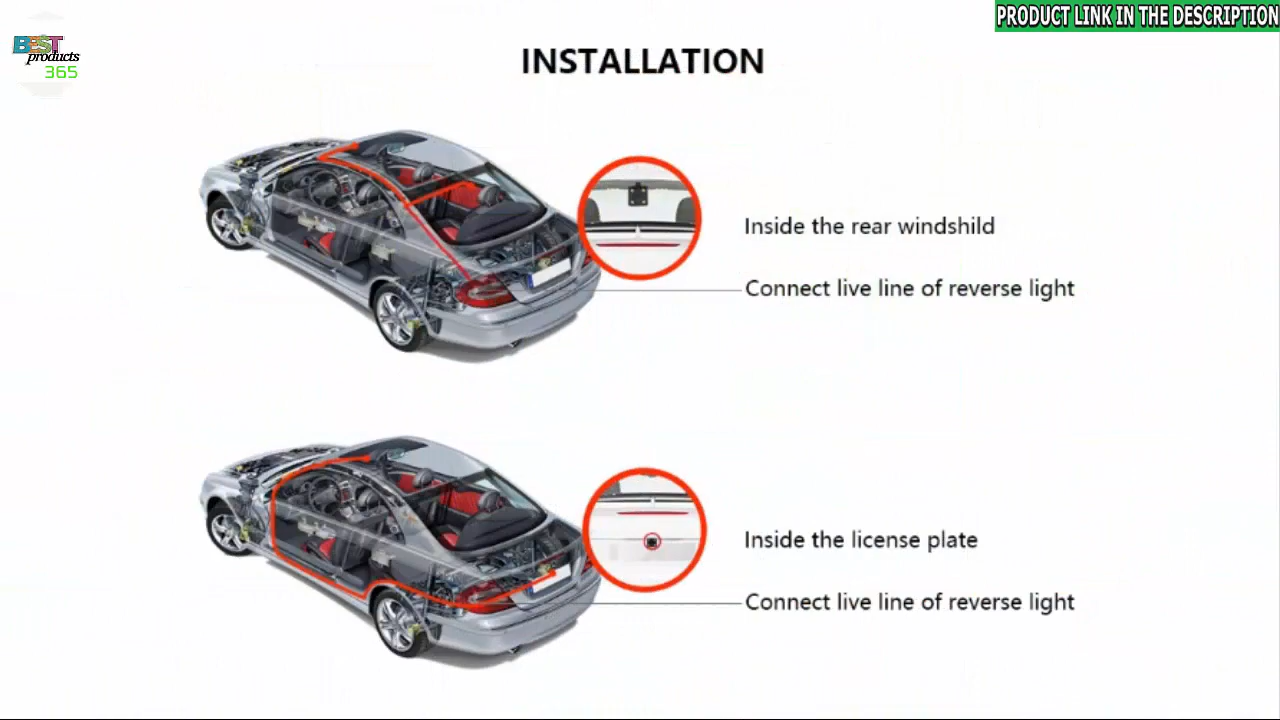 PRODUCT LINK IN THE DESCRIPTION
BEST
products
365
INSTALLATION
Inside the rear windshild
Connect live line of reverse light
Inside the license plate
Connect live line of reverse light